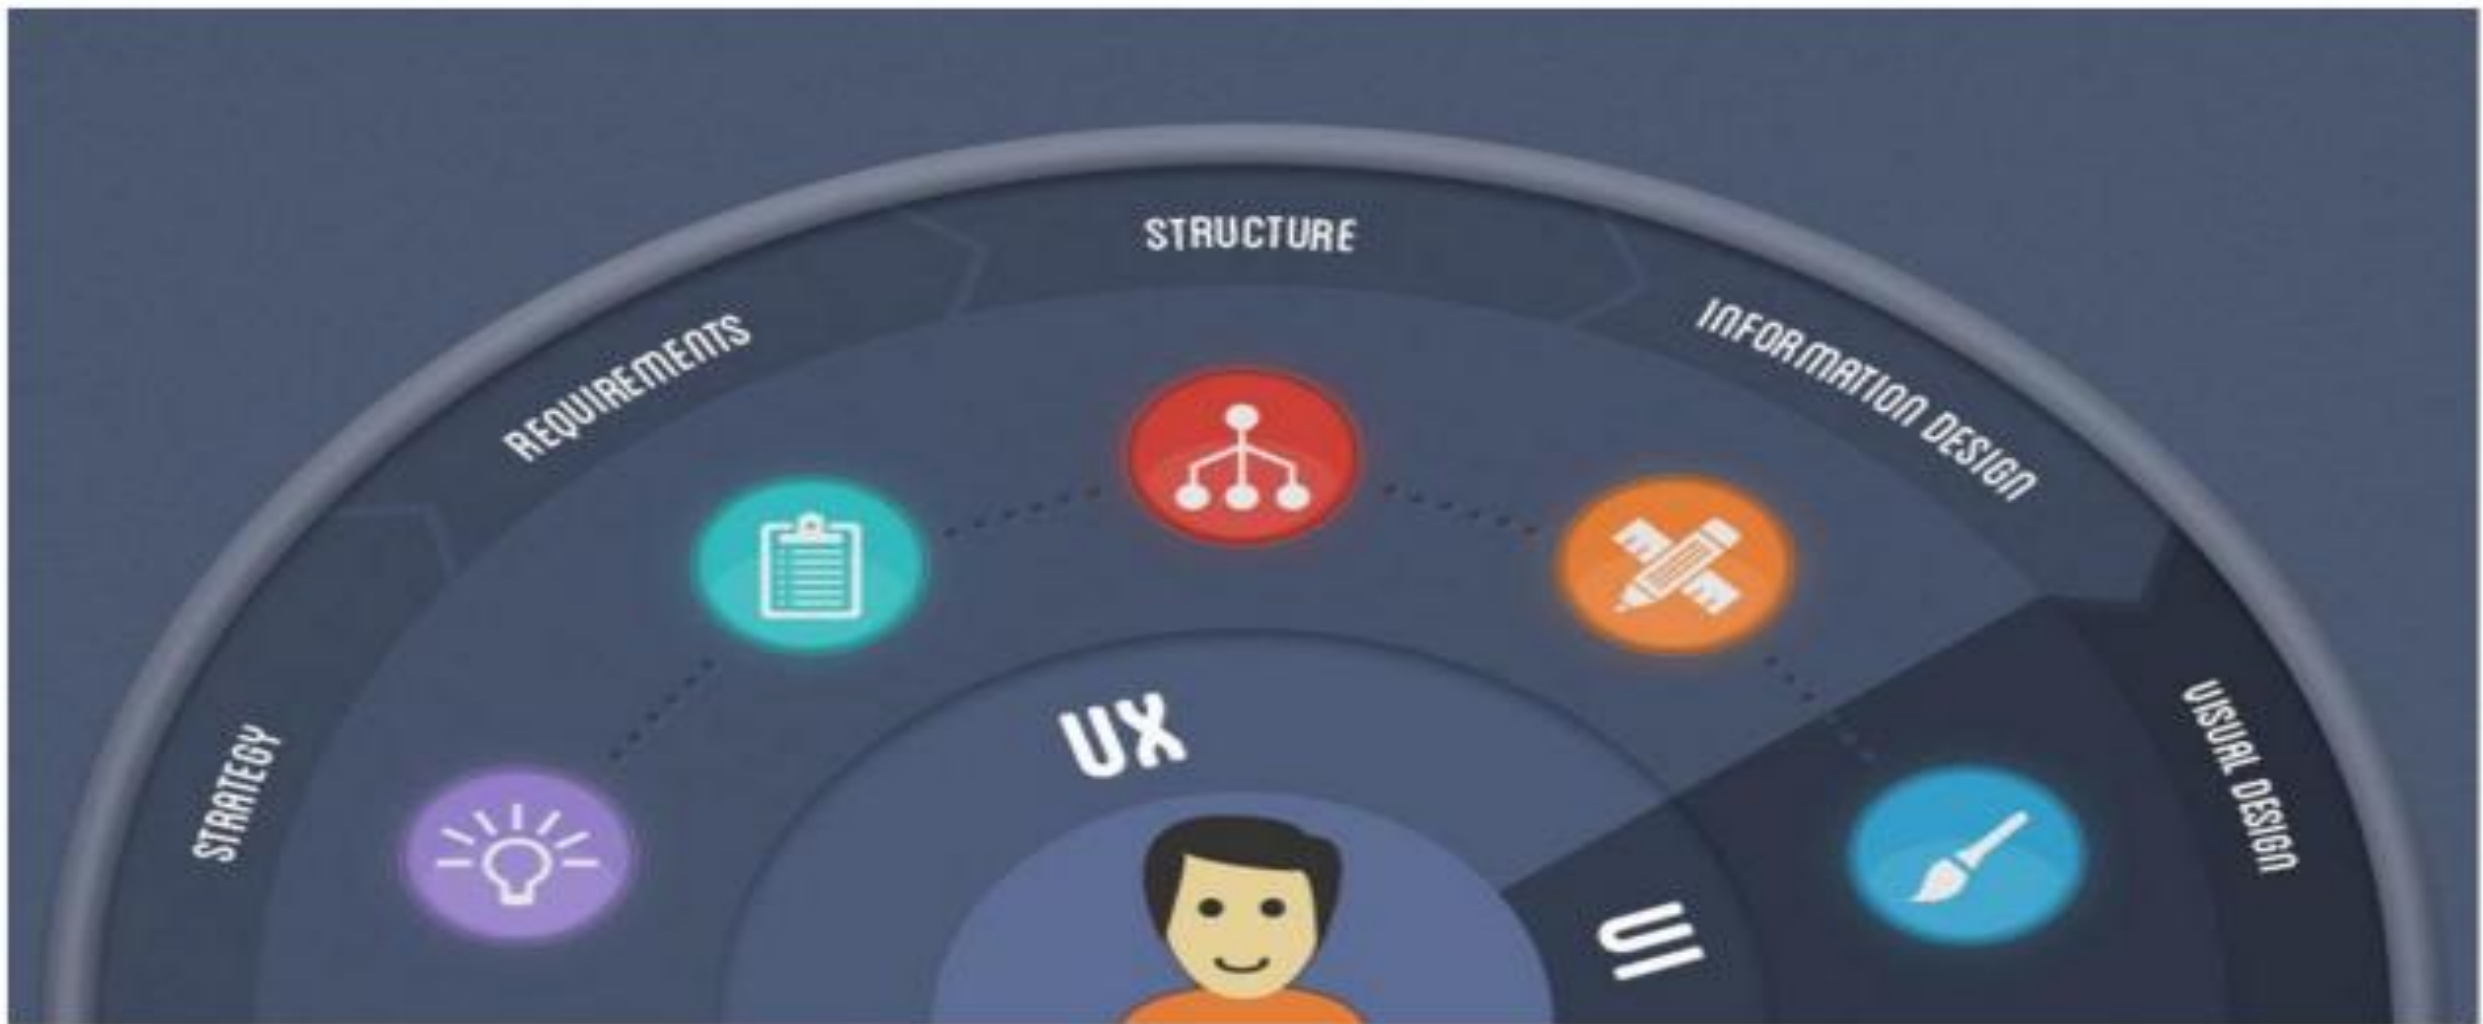 STRATEGY
REQUIREMENTS
STRUCTURE
INFORMATION DESIGN
VISUAL DESIGN
UX
UI